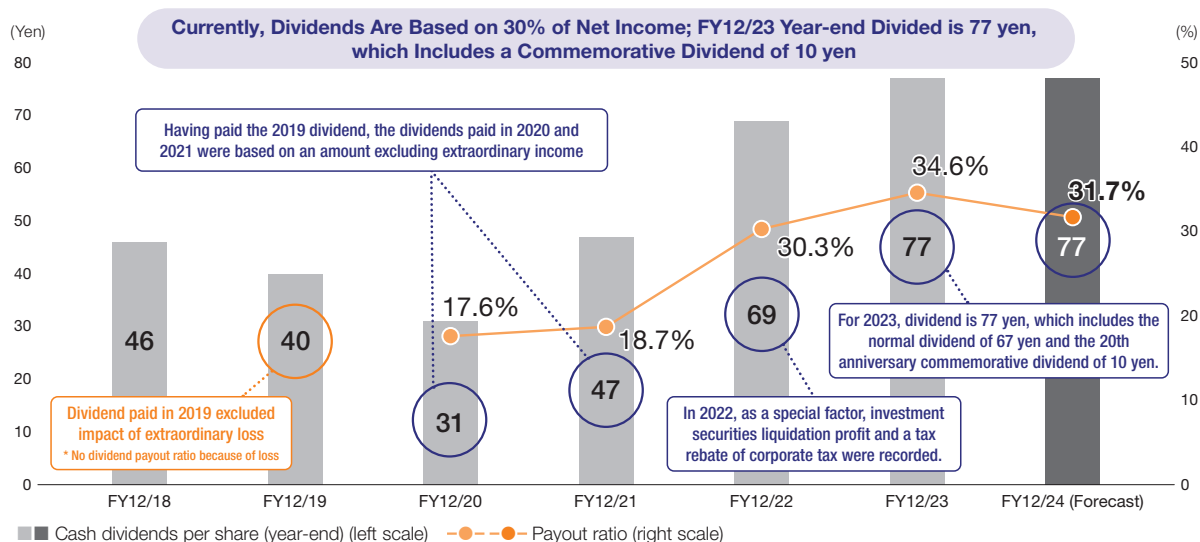 Currently, Dividends Are Based on 30% of Net Income; FY12/23 Year-end Divided is 77 yen,
which Includes a Commemorative Dividend of 10 yen
(Yen)
(%)
80
70
60
50
40
30
20
10
0
50
40
30
20
10
0
Having paid the 2019 dividend, the dividends paid in 2020 and
2021 were based on an amount excluding extraordinary income
46
40
31
47
69
77
77
17.6%
18.7%
30.3%
34.6%
31.7%
Dividend paid in 2019 excluded
impact of extraordinary loss
* No dividend payout ratio because of loss
In 2022, as a special factor, investment
securities liquidation profit and a tax
rebate of corporate tax were recorded.
For 2023, dividend is 77 yen, which includes the
normal dividend of 67 yen and the 20th
anniversary commemorative dividend of 10 yen.
FY12/18
FY12/19
FY12/20
FY12/21
FY12/22
FY12/23
FY12/24 (Forecast)
Cash dividends per share (year-end) (left scale)
Payout ratio (right scale)